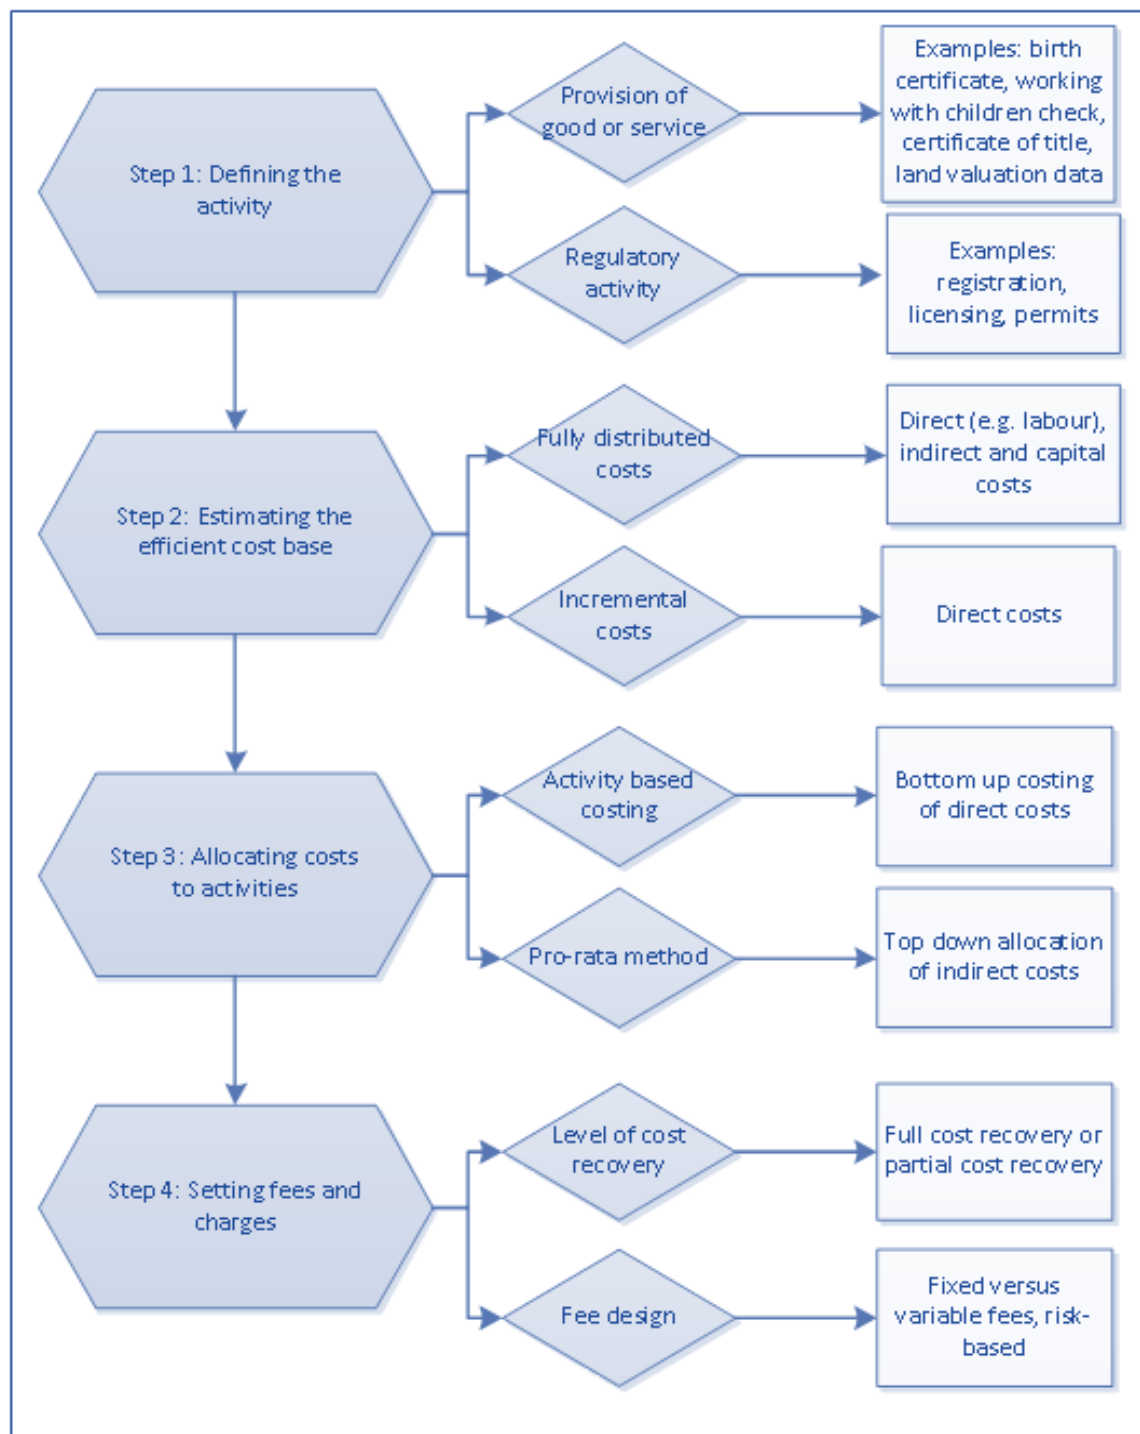 Step 1: Defining the
activity
Provision of
good or service
Examples: birth
certificate, working
with children check,
certificate of title,
land valuation data
Regulatory
activity
Examples:
registration,
licensing, permits
Step 2: Estimating the
efficient cost base
Fully distributed
costs
Direct (e.g. labour),
indirect and capital
costs
Incremental
costs
Direct costs
Step 3: Allocating costs
to activities
Activity based
costing
Bottom up costing
of direct costs
Pro-rata method
Top down allocation
of indirect costs
Step 4: Setting fees and
charges
Level of cost
recovery
Full cost recovery or
partial cost recovery
Fee design
Fixed versus
variable fees, risk-
based